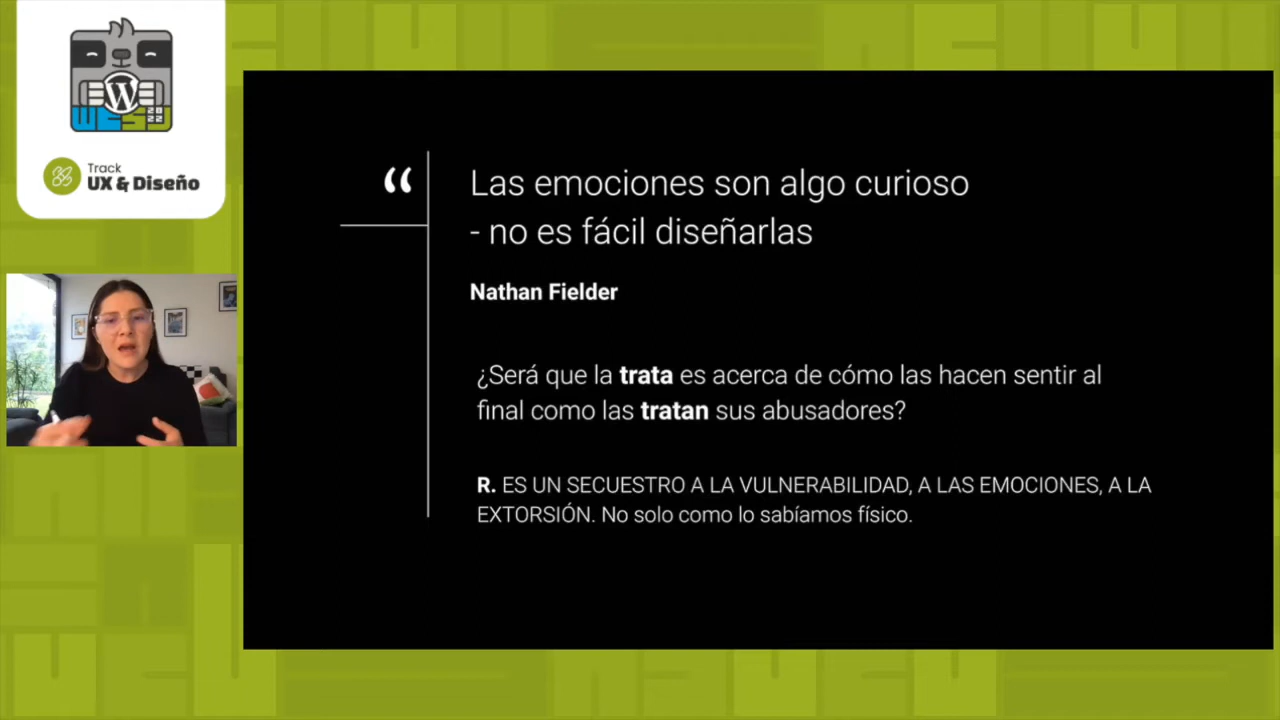 W
WESJ
2022
Track
UX & Diseño
“
Las emociones son algo curioso
- no es fácil diseñarlas
Nathan Fielder
¿Será que la trata es acerca de cómo las hacen sentir al
final como las tratan sus abusadores?
R. ES UN SECUESTRO A LA VULNERABILIDAD, A LAS EMOCIONES, A LA
EXTORSIÓN. No solo como lo sabíamos físico.